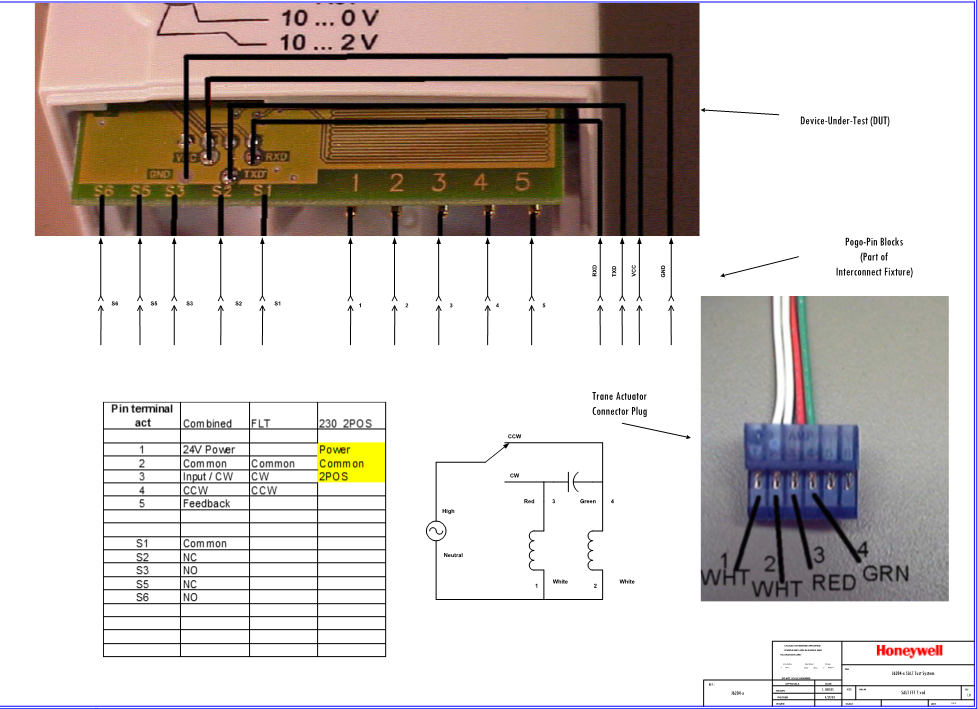 10 ... 0 V
10 ... 2 V
Device-Under-Test (DUT)
VCC
RXD
GND
TXD
S6 S5 S3 S2 S1 1 2 3 4 5
Pogo-Pin Blocks
(Part of
Interconnect Fixture)
RXD TXD VCC GND
S6 S5 S3 S2 S1 1 2 3 4 5
Trane Actuator
Connector Plug
Pin terminal
act Combined FLT 230 2POS
1 24V Power Power
2 Common Common Common
3 Input / CW CW 2POS
4 CCW CCW
5 Feedback
S1 Common
S2 NC
S3 NO
S5 NC
S6 NO
CCW
CW
Red 3 Green 4
High
Neutral
White
1
White
2
AMP
1 2 3 4
WHT WHT RED GRN
Honeywell
SALT FFT T.vsd